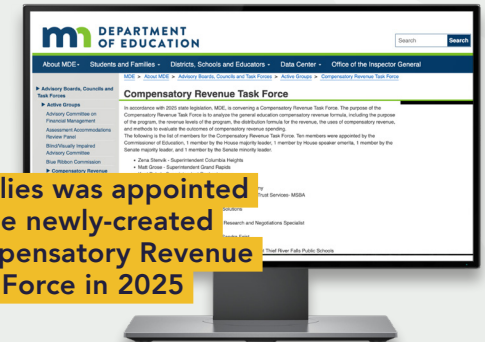 DEPARTMENT
OF EDUCATION
Search
Search
About MDE
Students and Families
Districts, Schools and Educators
Data Center
Office of the Inspector General
MDE > About MDE > Advisory Boards, Councils and Task Forces > Active Groups > Compensatory Revenue Task Force
Advisory Boards, Councils and
Task Forces
Active Groups
Advisory Committee on
Financial Management
Assessment Accommodations
Review Panel
Blind/Visually Impaired
Advisory Committee
Blue Ribbon Commission
Compensatory Revenue
Compensatory Revenue Task Force
In accordance with 2025 state legislation, MDE, is convening a Compensatory Revenue Task Force. The purpose of the
Compensatory Revenue Task Force is to analyze the general education compensatory revenue formula, including the purpose
of the program, the revenue levels of the program, the distribution formula for the revenue, the uses of compensatory revenue,
and methods to evaluate the outcomes of compensatory revenue spending.
The following is the list of members for the Compensatory Revenue Task Force. Ten members were appointed by the
Commissioner of Education, 1 member by the House majority leader, 1 member by House speaker emerita, 1 member by the
Senate majority leader, and 1 member by the Senate minority leader.
• Zena Stenvik - Superintendent Columbia Heights
• Matt Grose - Superintendent Grand Rapids
Trust Services- MSBA
Solutions
Research and Negotiations Specialist
Thief River Falls Public Schools
lies was appointed
e newly-created
pensatory Revenue
Force in 2025